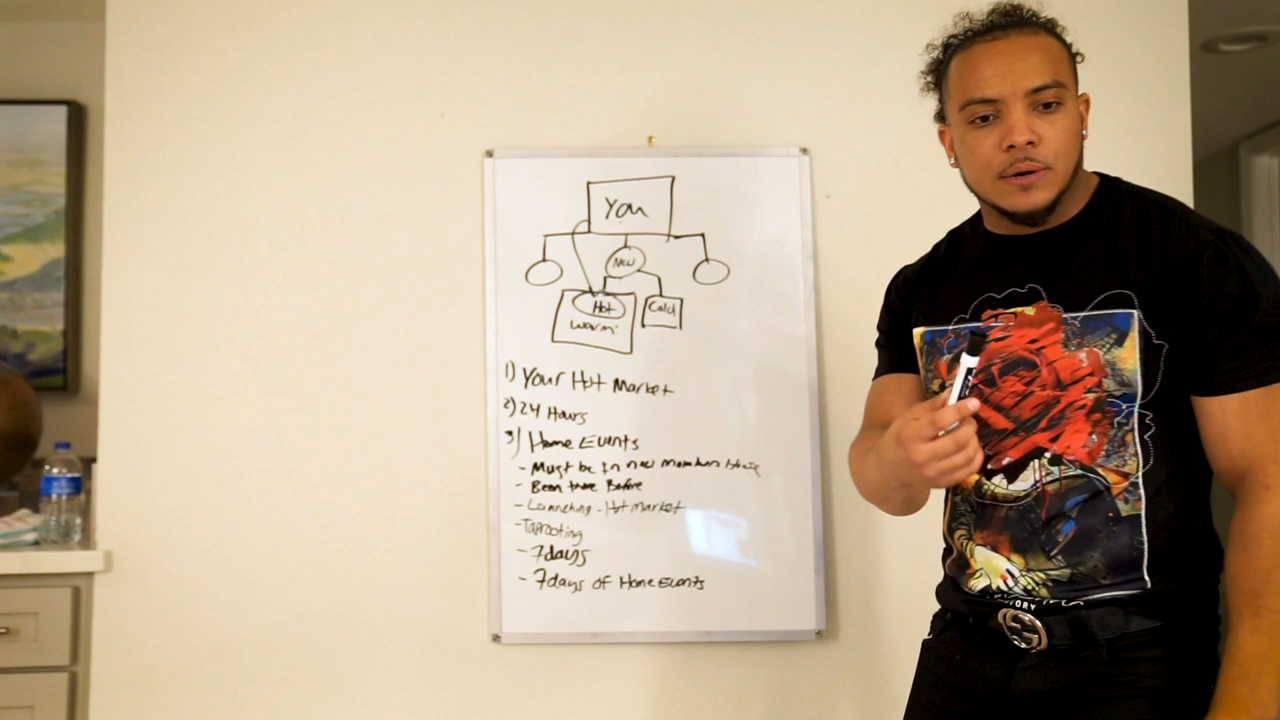 You
New
Hot
Cold
Warm
1) Your Hot Market
2) 24 Hours
3) Home Events
- Must be In new members
- Been there Before
- Launching - Hot Market
- Taprooting
- 7 days
- 7 days of Home Events